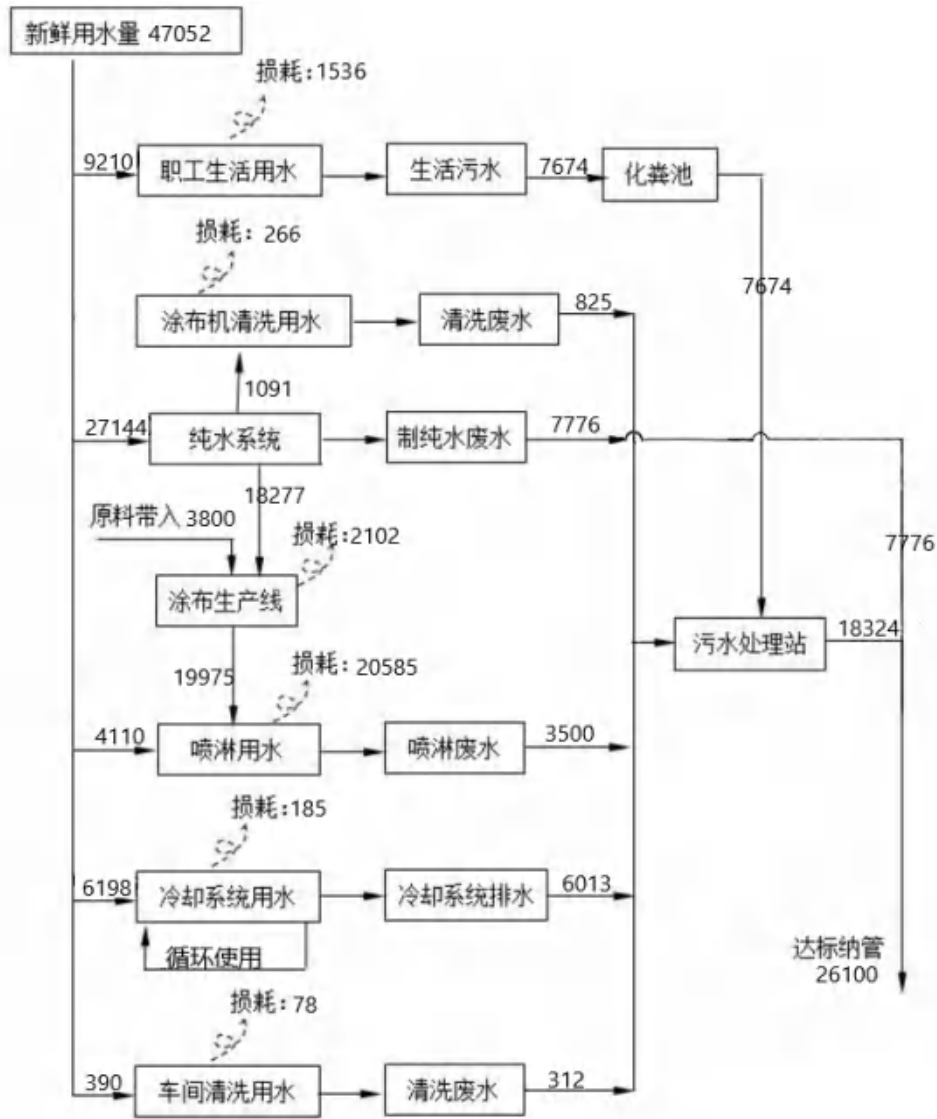 新鲜用水量 47052
损耗:1536
9210
职工生活用水
生活污水
7674
化粪池
损耗: 266
7674
涂布机清洗用水
清洗废水
825
1091
27144
纯水系统
制纯水废水
7776
18277
原料带入 3800
损耗:2102
7776
涂布生产线
污水处理站
18324
19975
损耗:20585
4110
喷淋用水
喷淋废水
3500
损耗:185
6198
冷却系统用水
冷却系统排水
6013
循环使用
达标纳管
26100
损耗:78
390
车间清洗用水
清洗废水
312